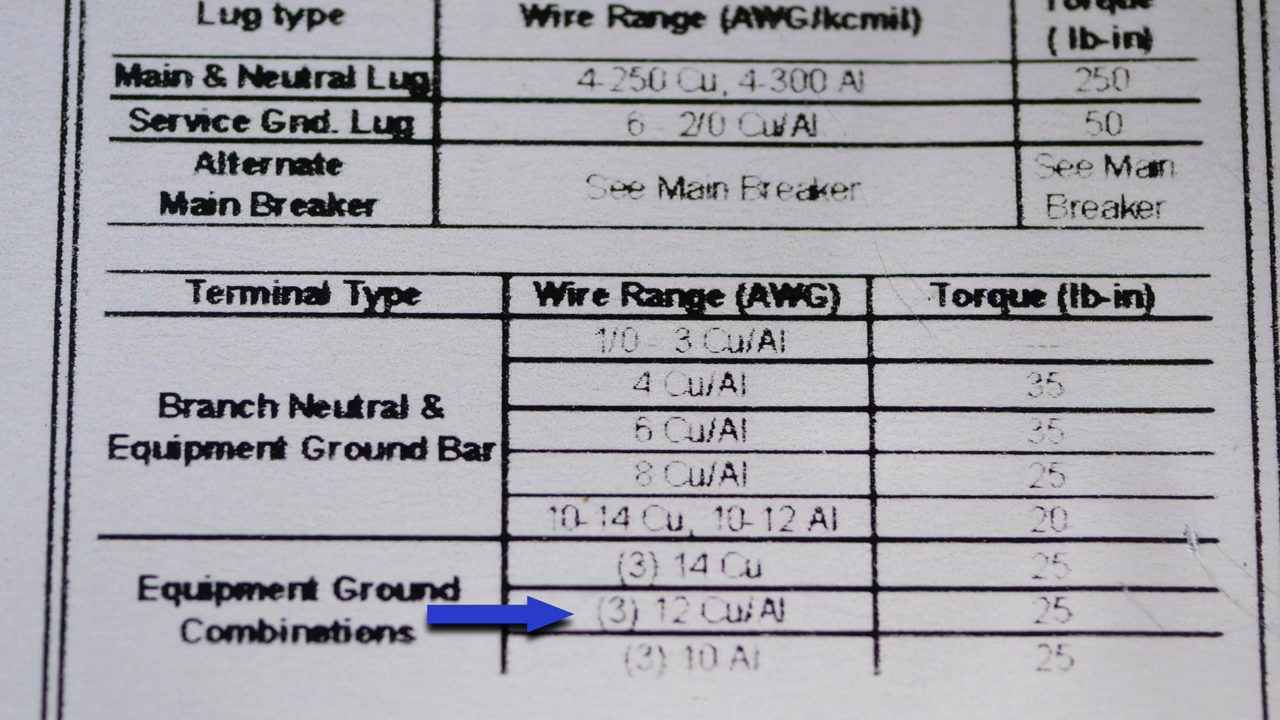 Lug type Wire Range (AWG/kcmil) Torque
( lb-in)
Main & Neutral Lug 4-250 Cu, 4-300 Al 250
Service Gnd. Lug 6 - 2/0 Cu/Al 50
Alternate
Main Breaker See Main Breaker See Main
Breaker
Terminal Type Wire Range (AWG) Torque (lb-in)
Branch Neutral &
Equipment Ground Bar 1/0 - 3 Cu/Al ---
4 Cu/Al 35
6 Cu/Al 35
8 Cu/Al 25
10-14 Cu, 10-12 Al 20
Equipment Ground
Combinations (3) 14 Cu 25
(3) 12 Cu/Al 25
(3) 10 Al 25